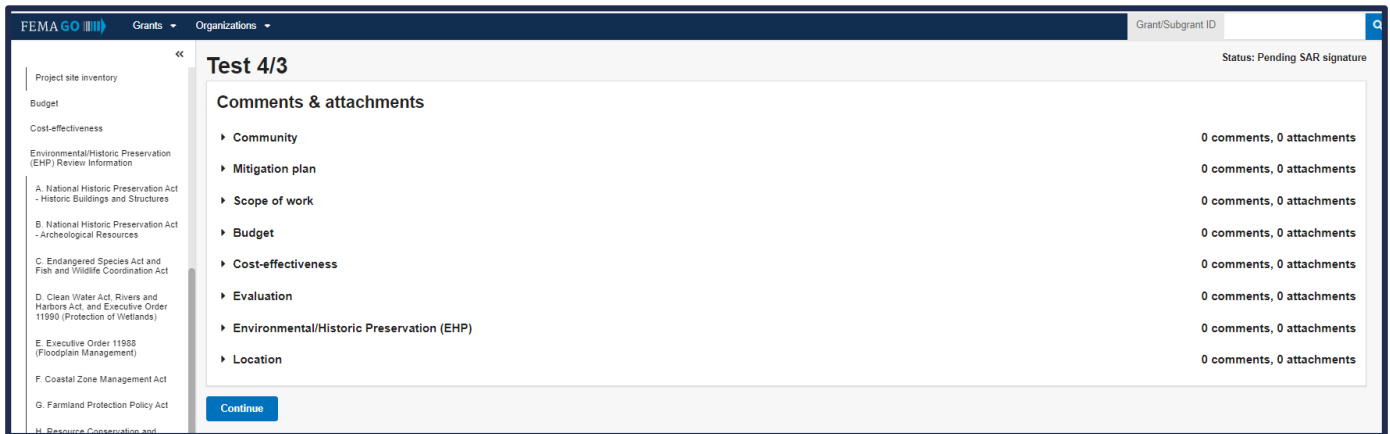 FEMA GO Grants Organizations Grant/Subgrant ID
«
Project site inventory
Budget
Cost-effectiveness
Environmental/Historic Preservation
(EHP) Review Information
A. National Historic Preservation Act
- Historic Buildings and Structures
B. National Historic Preservation Act
- Archeological Resources
C. Endangered Species Act and
Fish and Wildlife Coordination Act
D. Clean Water Act, Rivers and
Harbors Act, and Executive Order
11990 (Protection of Wetlands)
E. Executive Order 11988
(Floodplain Management)
F. Coastal Zone Management Act
G. Farmland Protection Policy Act
H. Resource Conservation and
Test 4/3
Status: Pending SAR signature
Comments & attachments
Community 0 comments, 0 attachments
Mitigation plan 0 comments, 0 attachments
Scope of work 0 comments, 0 attachments
Budget 0 comments, 0 attachments
Cost-effectiveness 0 comments, 0 attachments
Evaluation 0 comments, 0 attachments
Environmental/Historic Preservation (EHP) 0 comments, 0 attachments
Location 0 comments, 0 attachments
Continue